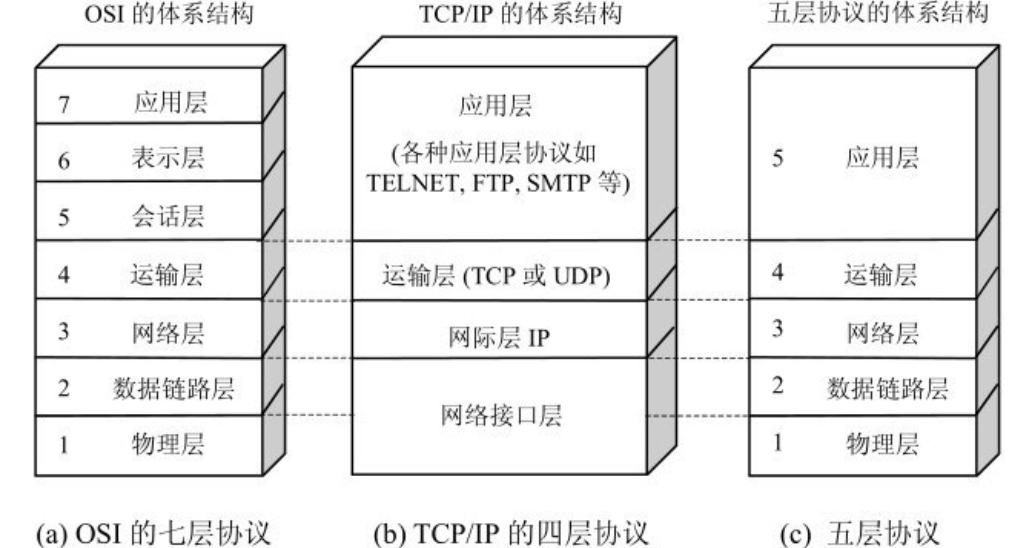 OSI 的体系结构
7 应用层
6 表示层
5 会话层
4 运输层
3 网络层
2 数据链路层
1 物理层
(a) OSI 的七层协议
TCP/IP 的体系结构
应用层
(各种应用层协议如
TELNET, FTP, SMTP 等)
运输层 (TCP 或 UDP)
网际层 IP
网络接口层
(b) TCP/IP 的四层协议
五层协议的体系结构
5 应用层
4 运输层
3 网络层
2 数据链路层
1 物理层
(c) 五层协议